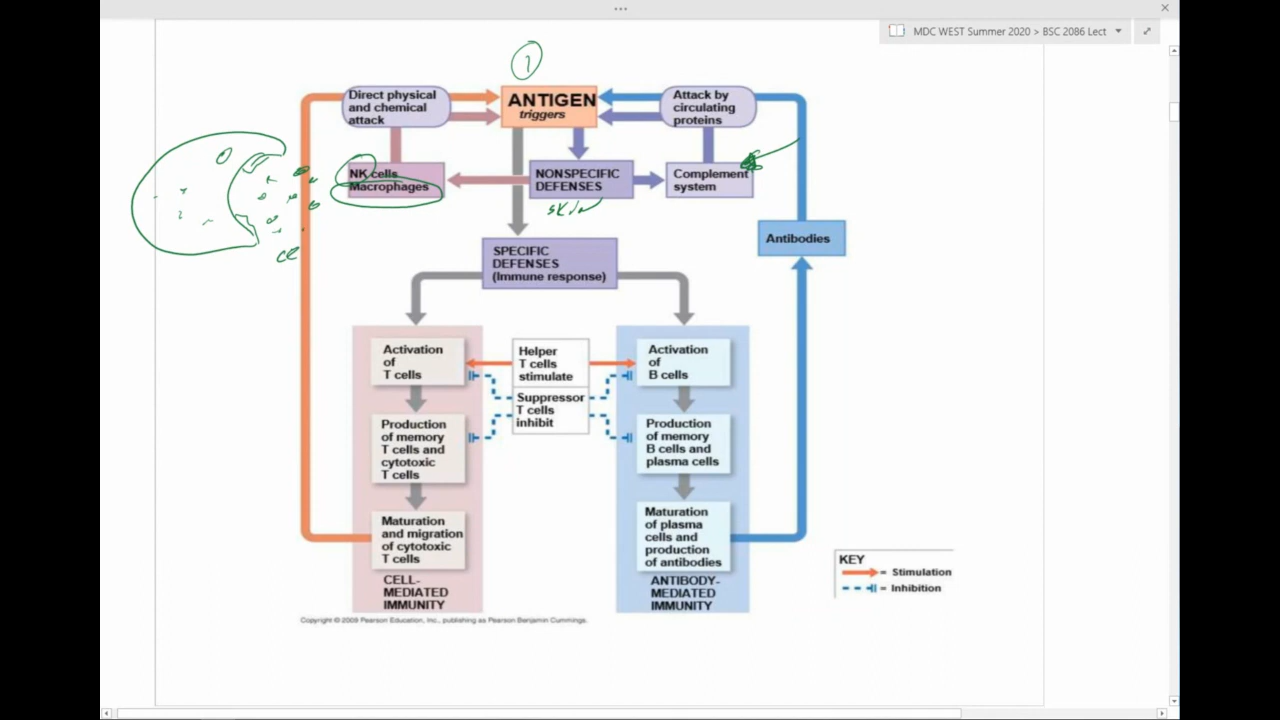 MDC WEST Summer 2020 > BSC 2086 Lect
1
Direct physical
and chemical
attack
ANTIGEN
triggers
Attack by
circulating
proteins
NK cells
Macrophages
NONSPECIFIC
DEFENSES
Complement
system
skin
Antibodies
SPECIFIC
DEFENSES
(Immune response)
Activation
of
T cells
Helper
T cells
stimulate
Activation
of
B cells
Suppressor
T cells
inhibit
Production
of memory
T cells and
cytotoxic
T cells
Production
of memory
B cells and
plasma cells
Maturation
and migration
of cytotoxic
T cells
Maturation
of plasma
cells and
production
of antibodies
CELL-
MEDIATED
IMMUNITY
ANTIBODY-
MEDIATED
IMMUNITY
KEY
= Stimulation
= Inhibition
Copyright © 2009 Pearson Education, Inc., publishing as Pearson Benjamin Cummings.